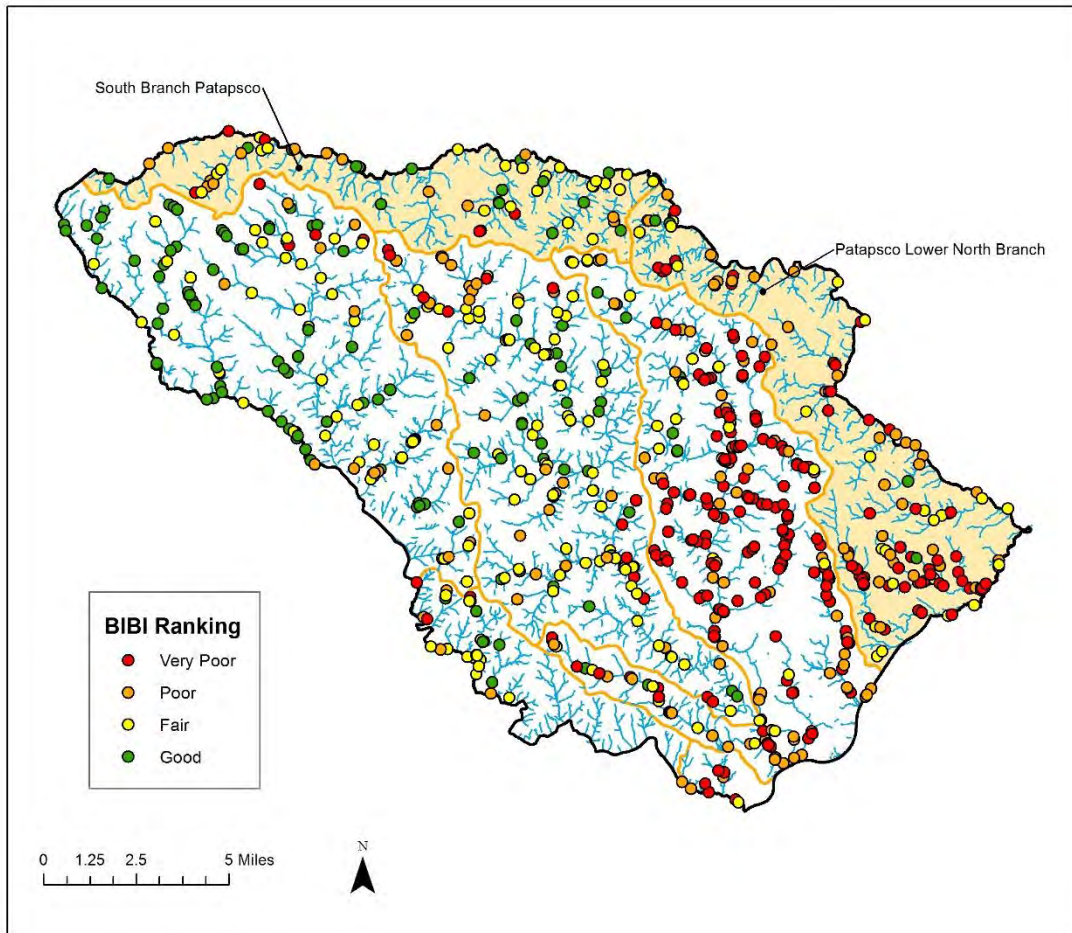 South Branch Patapsco
Patapsco Lower North Branch
BIBI Ranking
Very Poor
Poor
Fair
Good
0 1.25 2.5 5 Miles
N